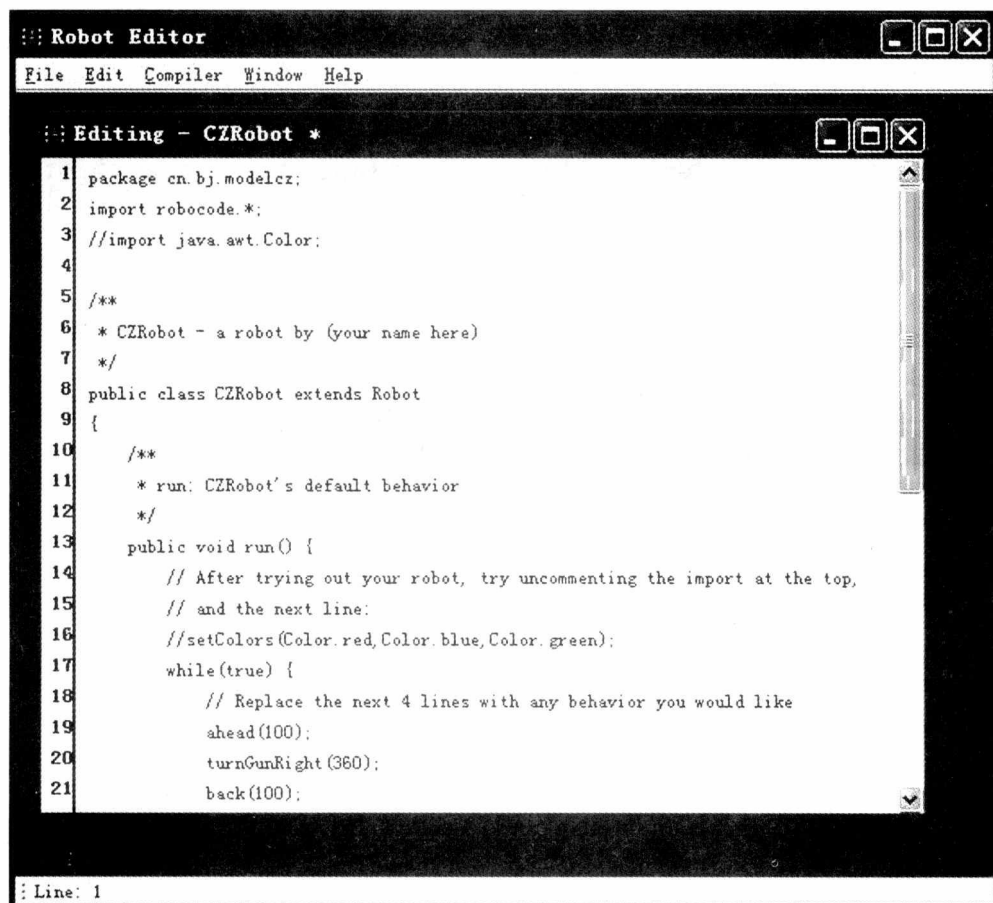 Robot Editor
File Edit Compiler Window Help
Editing - CZRobot *
1 package cn.bj.modelcz;
2 import robocode.*;
3 //import java.awt.Color;
4
5 /**
6 * CZRobot - a robot by (your name here)
7 */
8 public class CZRobot extends Robot
9 {
10 /**
11 * run: CZRobot's default behavior
12 */
13 public void run() {
14 // After trying out your robot, try uncommenting the import at the top,
15 // and the next line:
16 //setColors(Color.red,Color.blue,Color.green);
17 while(true) {
18 // Replace the next 4 lines with any behavior you would like
19 ahead(100);
20 turnGunRight(360);
21 back(100);
Line: 1